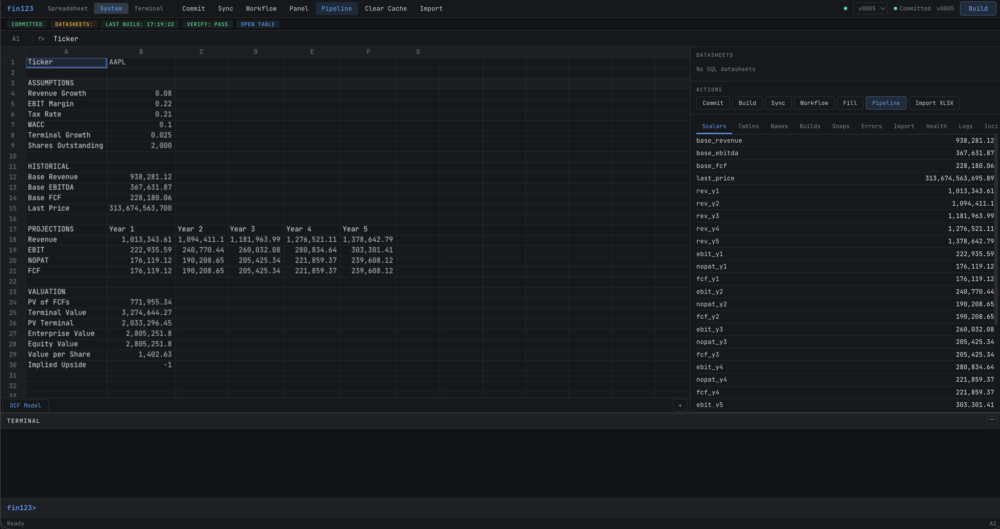 fin123 Spreadsheet System Terminal Commit Sync Workflow Panel Pipeline Clear Cache Import v0005 Committed v0005 Build
COMMITTED DATASHEETS: LAST BUILD: 17:19:22 VERIFY: PASS OPEN TABLE
A1 fx Ticker
A B C D E F G
1 Ticker AAPL
2
3 ASSUMPTIONS
4 Revenue Growth 0.08
5 EBIT Margin 0.22
6 Tax Rate 0.21
7 WACC 0.1
8 Terminal Growth 0.025
9 Shares Outstanding 2,000
10
11 HISTORICAL
12 Base Revenue 938,281.12
13 Base EBITDA 367,631.87
14 Base FCF 228,180.06
15 Last Price 313,674,563,700
16
17 PROJECTIONS Year 1 Year 2 Year 3 Year 4 Year 5
18 Revenue 1,013,343.61 1,094,411.1 1,181,963.99 1,276,521.11 1,378,642.79
19 EBIT 222,935.59 240,770.44 260,032.08 280,834.64 303,301.41
20 NOPAT 176,119.12 190,208.65 205,425.34 221,859.37 239,608.12
21 FCF 176,119.12 190,208.65 205,425.34 221,859.37 239,608.12
22
23 VALUATION
24 PV of FCFs 771,955.34
25 Terminal Value 3,274,644.27
26 PV Terminal 2,033,296.45
27 Enterprise Value 2,805,251.8
28 Equity Value 2,805,251.8
29 Value per Share 1,402.63
30 Implied Upside -1
31
32
33
DCF Model +
DATASHEETS
No SQL datasheets
ACTIONS
Commit Build Sync Workflow Fill Pipeline Import XLSX
Scalars Tables Names Builds Snaps Errors Import Health Logs Inci
base_revenue 938,281.12
base_ebitda 367,631.87
base_fcf 228,180.06
last_price 313,674,563,695.89
rev_y1 1,013,343.61
rev_y2 1,094,411.1
rev_y3 1,181,963.99
rev_y4 1,276,521.11
rev_y5 1,378,642.79
ebit_y1 222,935.59
nopat_y1 176,119.12
fcf_y1 176,119.12
ebit_y2 240,770.44
nopat_y2 190,208.65
fcf_y2 190,208.65
ebit_y3 260,032.08
nopat_y3 205,425.34
fcf_y3 205,425.34
ebit_y4 280,834.64
nopat_y4 221,859.37
fcf_y4 221,859.37
ebit_y5 303,301.41
TERMINAL −
fin123>
Ready A1